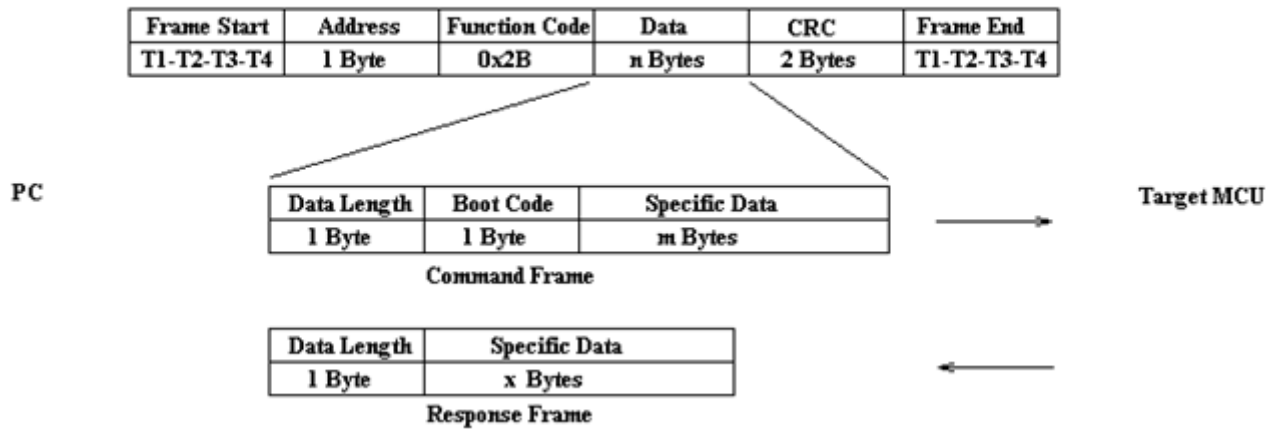 Frame Start Address Function Code Data CRC Frame End
T1-T2-T3-T4 1 Byte 0x2B n Bytes 2 Bytes T1-T2-T3-T4
PC
Target MCU
Data Length Boot Code Specific Data
1 Byte 1 Byte m Bytes
Command Frame
Data Length Specific Data
1 Byte x Bytes
Response Frame